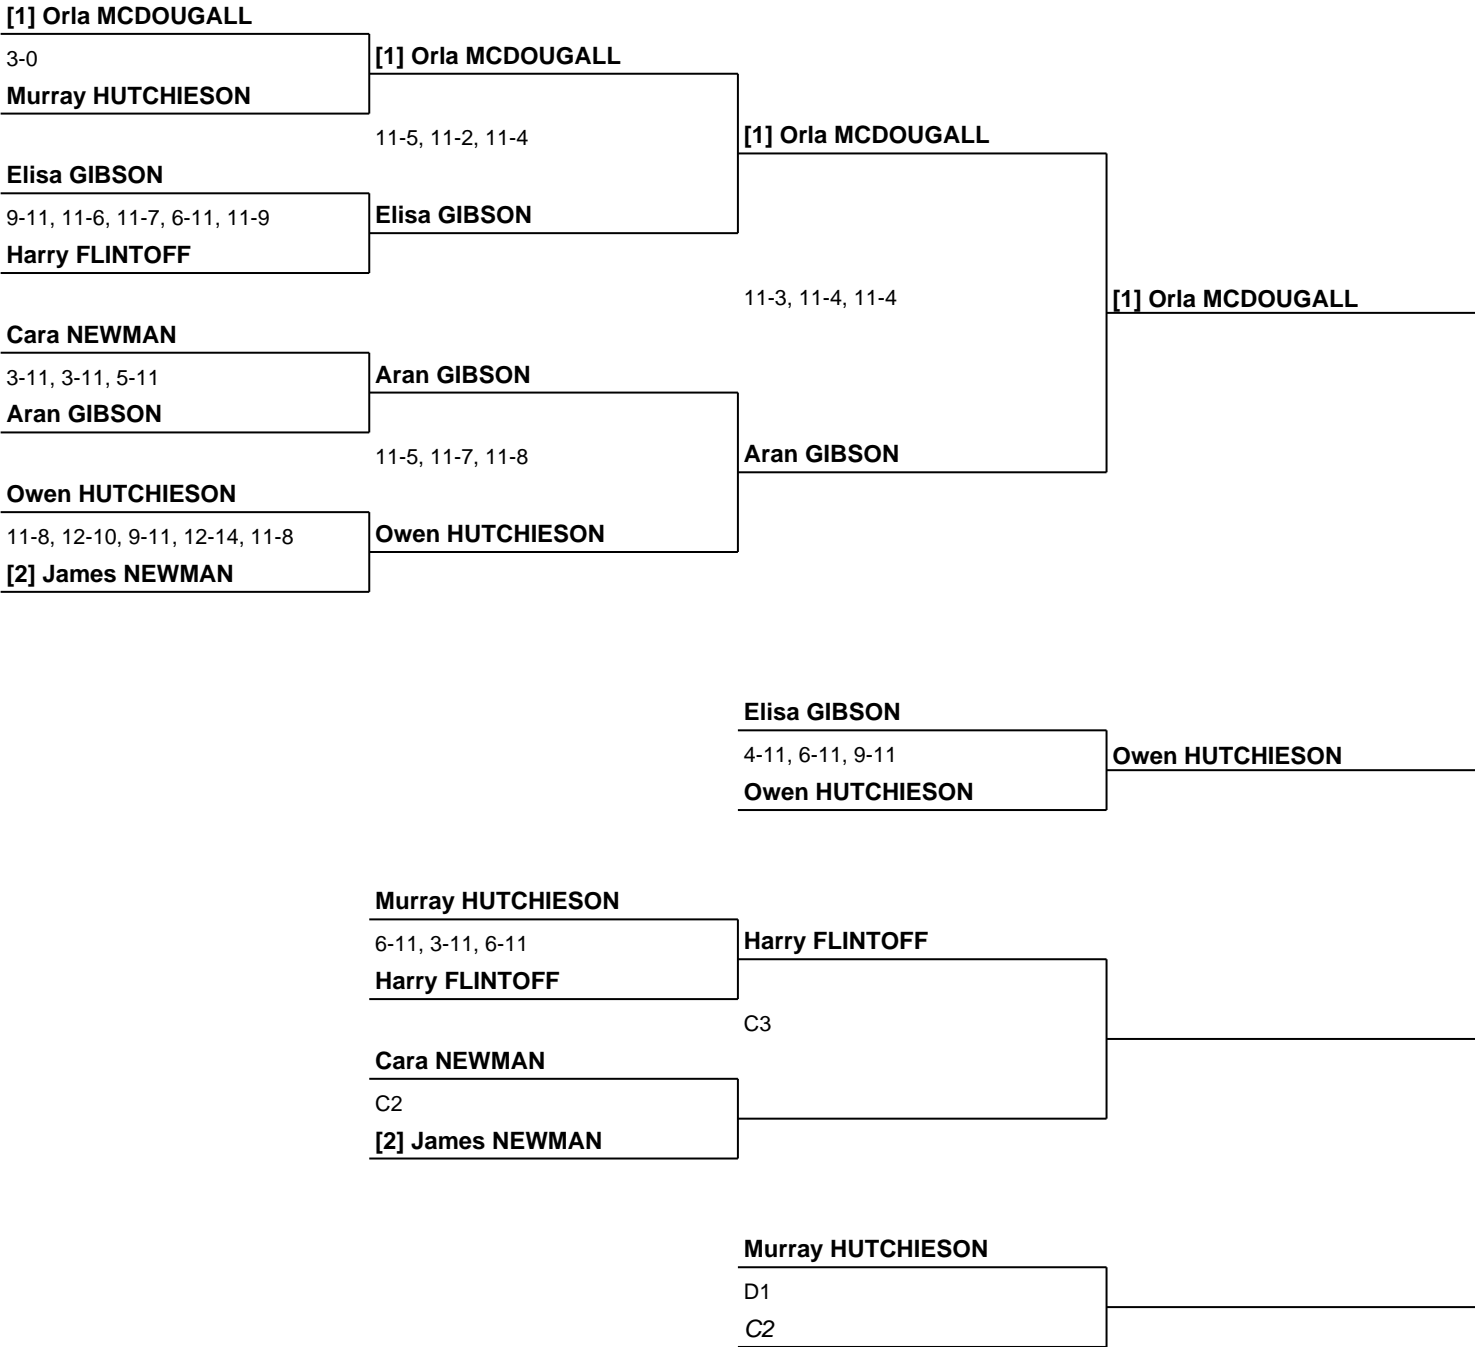 [1] Orla MCDOUGALL
3-0
[1] Orla MCDOUGALL
Murray HUTCHIESON
11-5, 11-2, 11-4
[1] Orla MCDOUGALL
Elisa GIBSON
9-11, 11-6, 11-7, 6-11, 11-9
Elisa GIBSON
Harry FLINTOFF
11-3, 11-4, 11-4
[1] Orla MCDOUGALL
Cara NEWMAN
3-11, 3-11, 5-11
Aran GIBSON
Aran GIBSON
11-5, 11-7, 11-8
Aran GIBSON
Owen HUTCHIESON
11-8, 12-10, 9-11, 12-14, 11-8
Owen HUTCHIESON
[2] James NEWMAN
Elisa GIBSON
4-11, 6-11, 9-11
Owen HUTCHIESON
Owen HUTCHIESON
Murray HUTCHIESON
6-11, 3-11, 6-11
Harry FLINTOFF
Harry FLINTOFF
C3
Cara NEWMAN
C2
[2] James NEWMAN
Murray HUTCHIESON
D1
C2